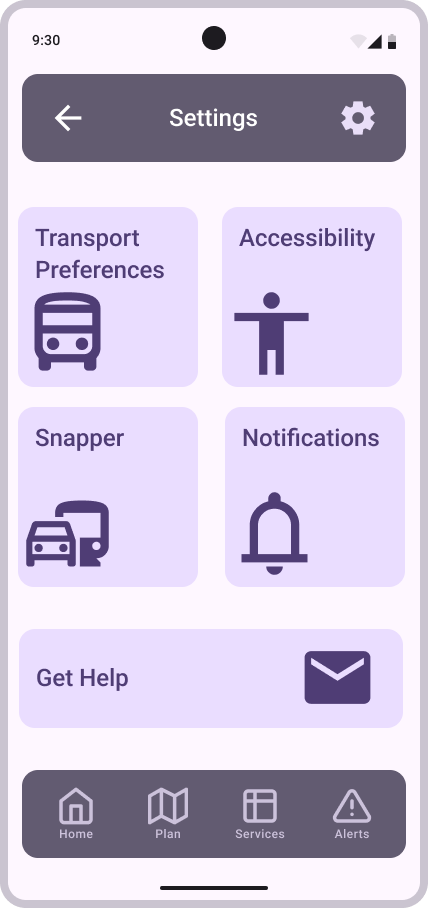 9:30
Settings
Transport
Preferences
Accessibility
Snapper
Notifications
Get Help
Home
Plan
Services
Alerts